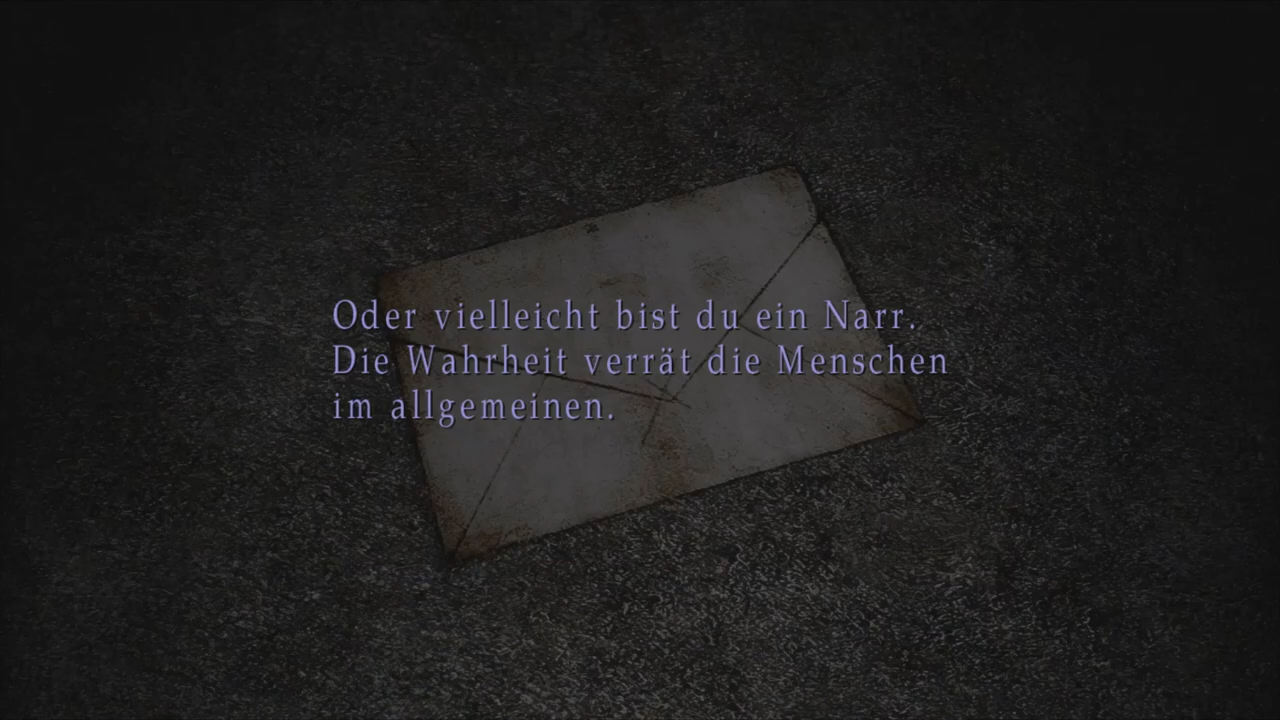 Oder vielleicht bist du ein Narr.
Die Wahrheit verrät die Menschen
im allgemeinen.